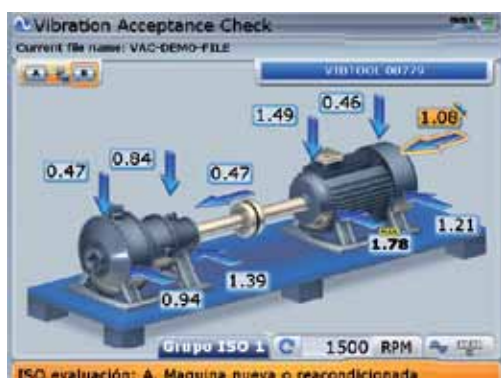 Vibration Acceptance Check
Current file name: VAC-DEMO-FILE
A B
VIBTOOL 00779
1.49
0.46
1.08
0.47
0.84
0.47
1.21
MAX
1.78
1.39
0.94
Grupo ISO 1
1500 RPM
ISO evaluación: A. Maquina nueva o reacondicionada